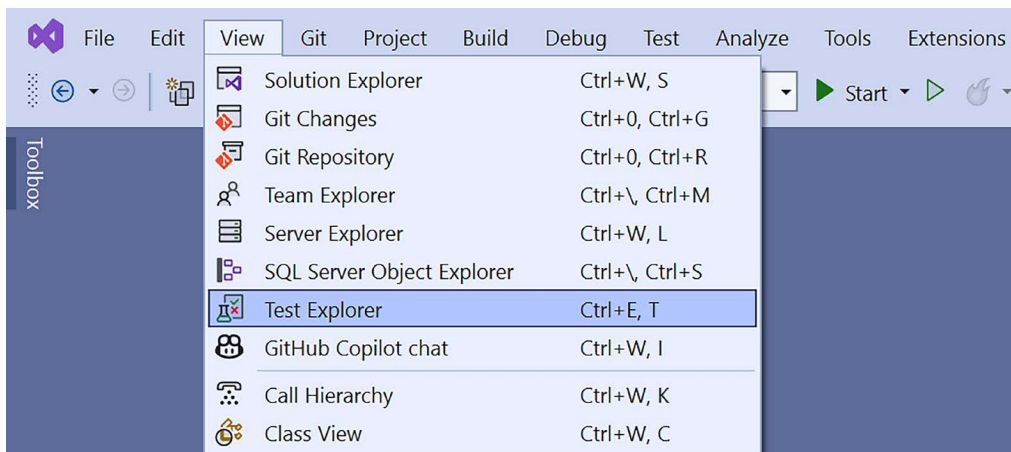 File Edit View Git Project Build Debug Test Analyze Tools Extensions
Start
Toolbox
Solution Explorer Ctrl+W, S
Git Changes Ctrl+0, Ctrl+G
Git Repository Ctrl+0, Ctrl+R
Team Explorer Ctrl+\, Ctrl+M
Server Explorer Ctrl+W, L
SQL Server Object Explorer Ctrl+\, Ctrl+S
Test Explorer Ctrl+E, T
GitHub Copilot chat Ctrl+W, I
Call Hierarchy Ctrl+W, K
Class View Ctrl+W, C